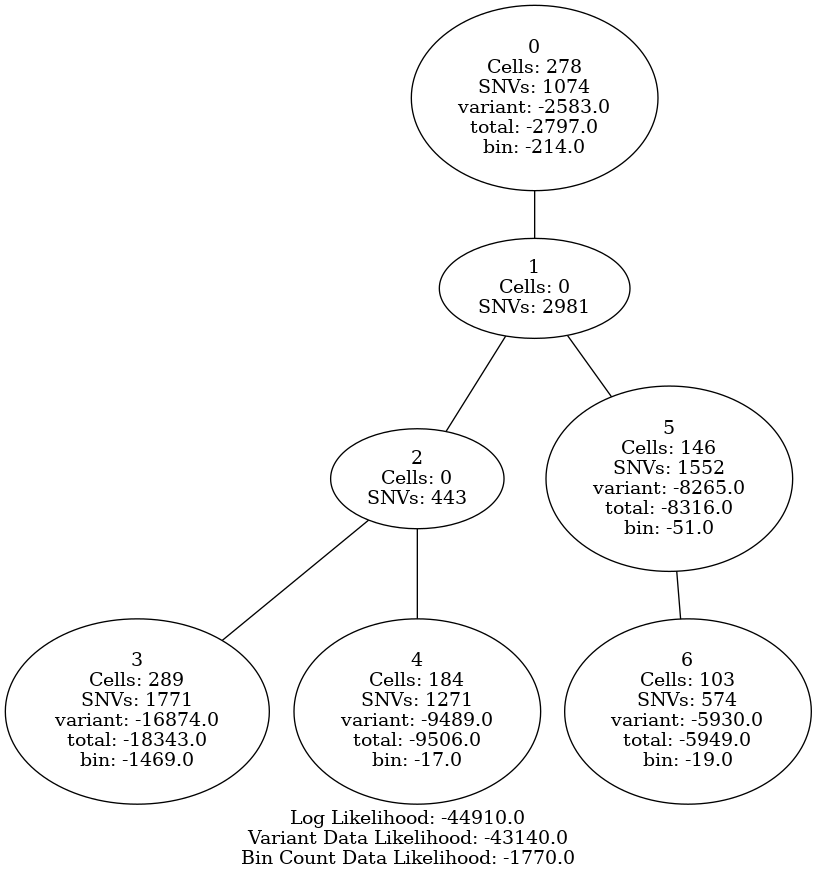 0
Cells: 278
SNVs: 1074
variant: -2583.0
total: -2797.0
bin: -214.0
1
Cells: 0
SNVs: 2981
2
Cells: 0
SNVs: 443
5
Cells: 146
SNVs: 1552
variant: -8265.0
total: -8316.0
bin: -51.0
3
Cells: 289
SNVs: 1771
variant: -16874.0
total: -18343.0
bin: -1469.0
4
Cells: 184
SNVs: 1271
variant: -9489.0
total: -9506.0
bin: -17.0
6
Cells: 103
SNVs: 574
variant: -5930.0
total: -5949.0
bin: -19.0
Log Likelihood: -44910.0
Variant Data Likelihood: -43140.0
Bin Count Data Likelihood: -1770.0